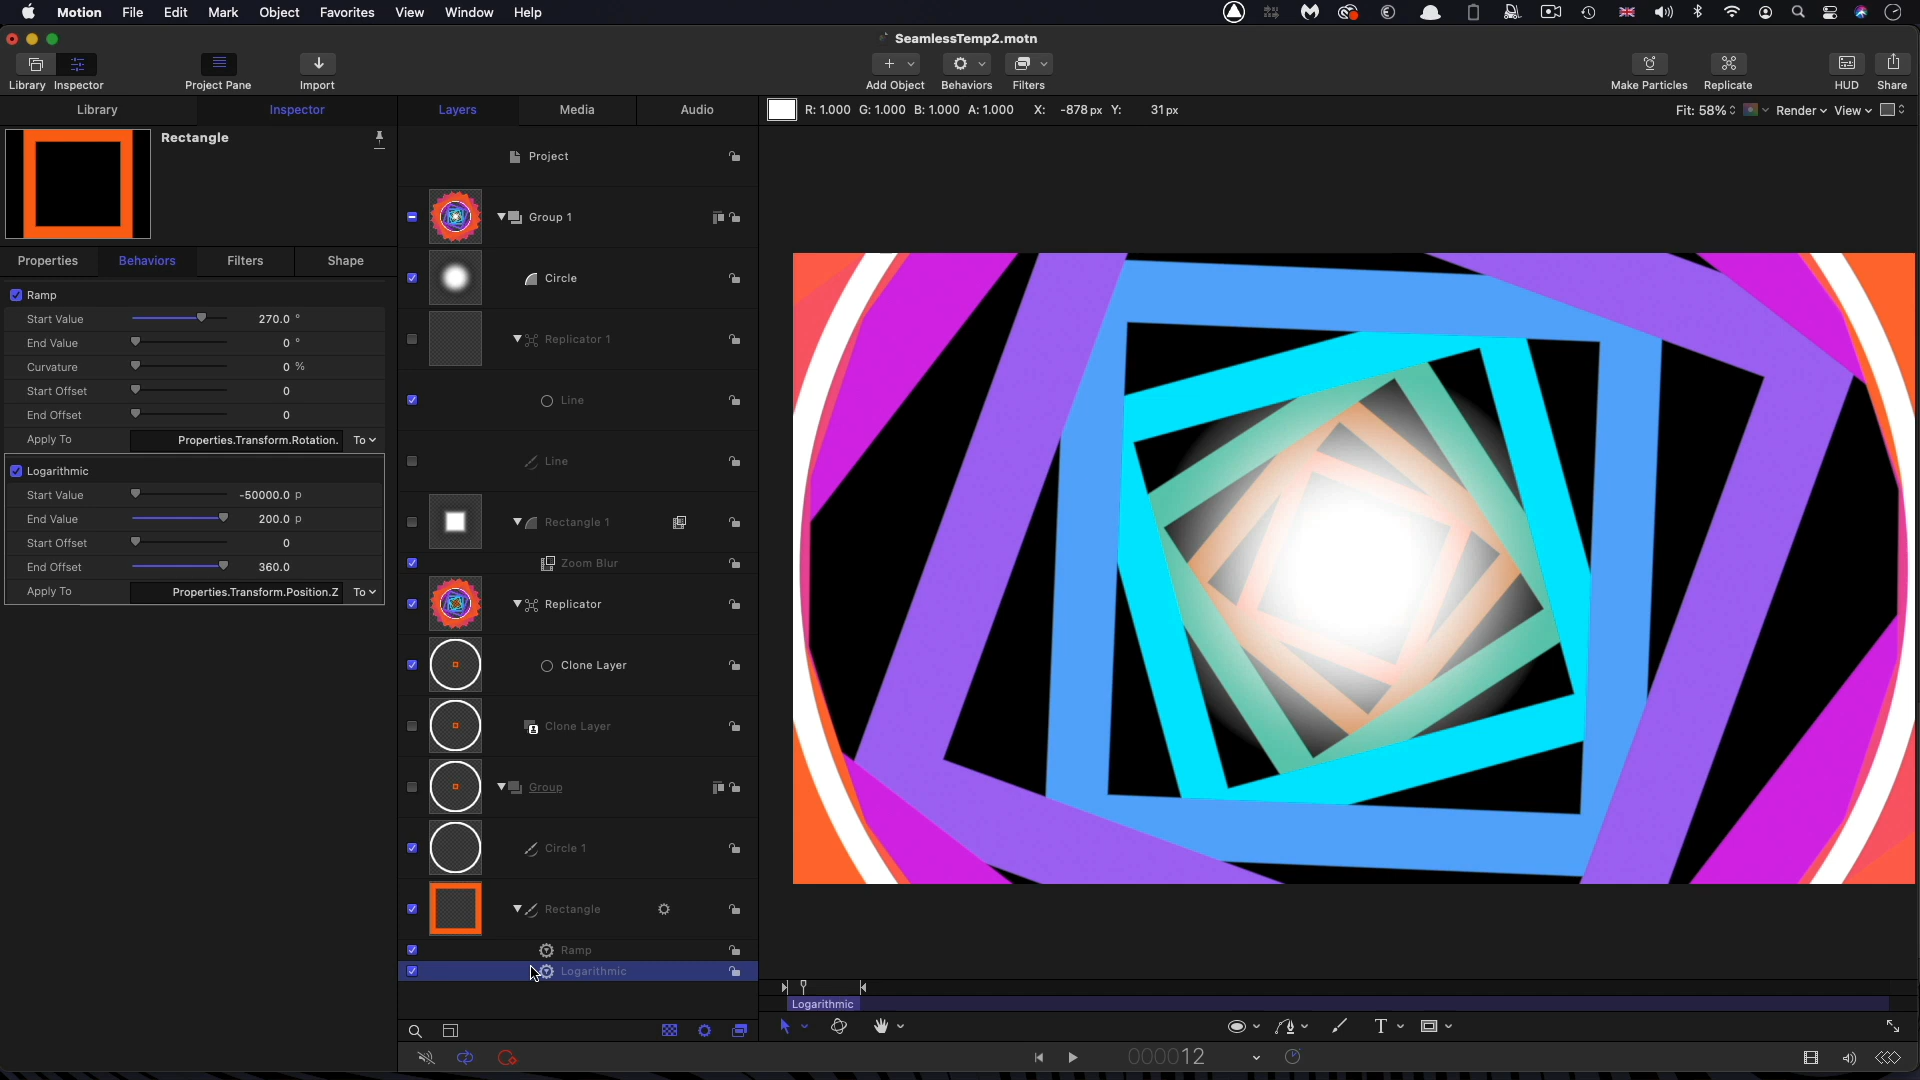 Motion File Edit Mark Object Favorites View Window Help
SeamlessTemp2.motn
Library Inspector Project Pane Import Add Object Behaviors Filters Make Particles Replicate HUD Share
Library Inspector Layers Media Audio R: 1.000 G: 1.000 B: 1.000 A: 1.000 X: -878 px Y: 31 px Fit: 58% Render View
Rectangle
Project
Group 1
Properties Behaviors Filters Shape
Circle
Ramp
Start Value 270.0 °
End Value 0 °
Replicator 1
Curvature 0 %
Start Offset 0
Line
End Offset 0
Apply To Properties.Transform.Rotation. To
Line
Logarithmic
Start Value -50000.0 p
End Value 200.0 p
Rectangle 1
Start Offset 0
Zoom Blur
End Offset 360.0
Apply To Properties.Transform.Position.Z To
Replicator
Clone Layer
Clone Layer
Group
Circle 1
Rectangle
Ramp
Logarithmic
Logarithmic
T
00012